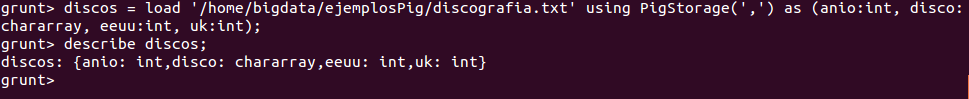 grunt> discos = load '/home/bigdata/ejemplosPig/discografia.txt' using PigStorage(',') as (anio:int, disco:
chararray, eeuu:int, uk:int);
grunt> describe discos;
discos: {anio: int,disco: chararray,eeuu: int,uk: int}
grunt>